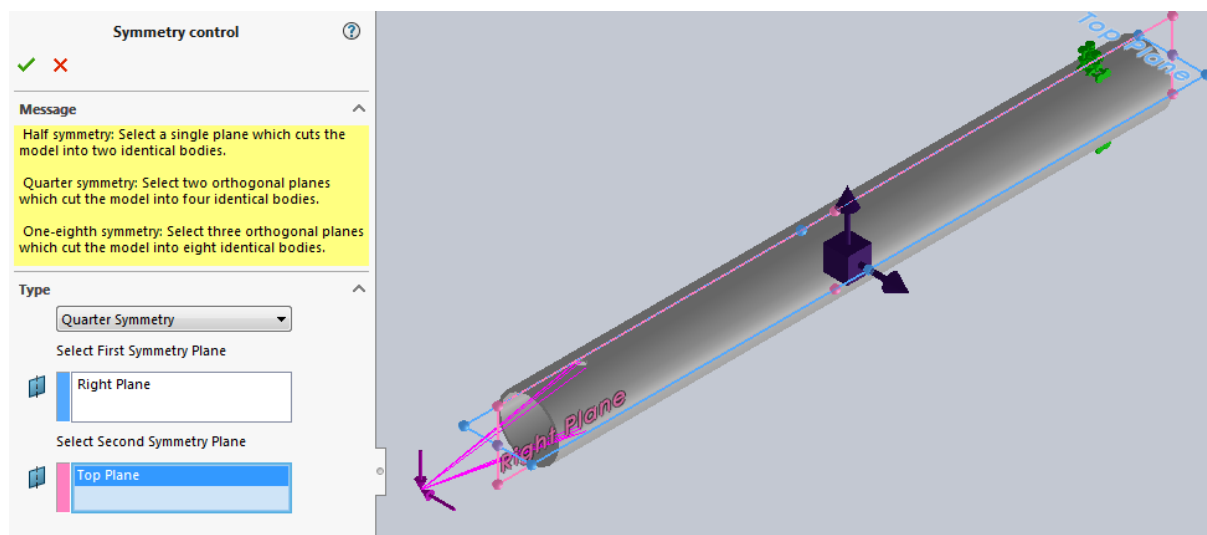 Symmetry control
Message
Half symmetry: Select a single plane which cuts the
model into two identical bodies.
Quarter symmetry: Select two orthogonal planes
which cut the model into four identical bodies.
One-eighth symmetry: Select three orthogonal planes
which cut the model into eight identical bodies.
Type
Quarter Symmetry
Select First Symmetry Plane
Right Plane
Select Second Symmetry Plane
Top Plane
Top Plane
Right Plane